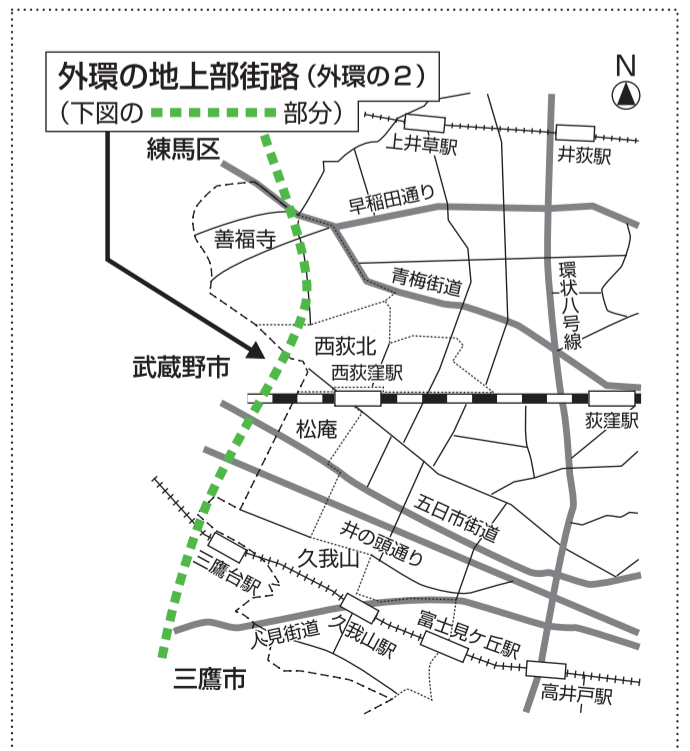 外環の地上部街路（外環の２）
（下図の 部分）
N
練馬区
上井草駅
井荻駅
早稲田通り
善福寺
青梅街道
環状八号線
西荻北
武蔵野市
西荻窪駅
荻窪駅
松庵
五日市街道
井の頭通り
久我山
三鷹台駅
人見街道
久我山駅
富士見ケ丘駅
三鷹市
高井戸駅